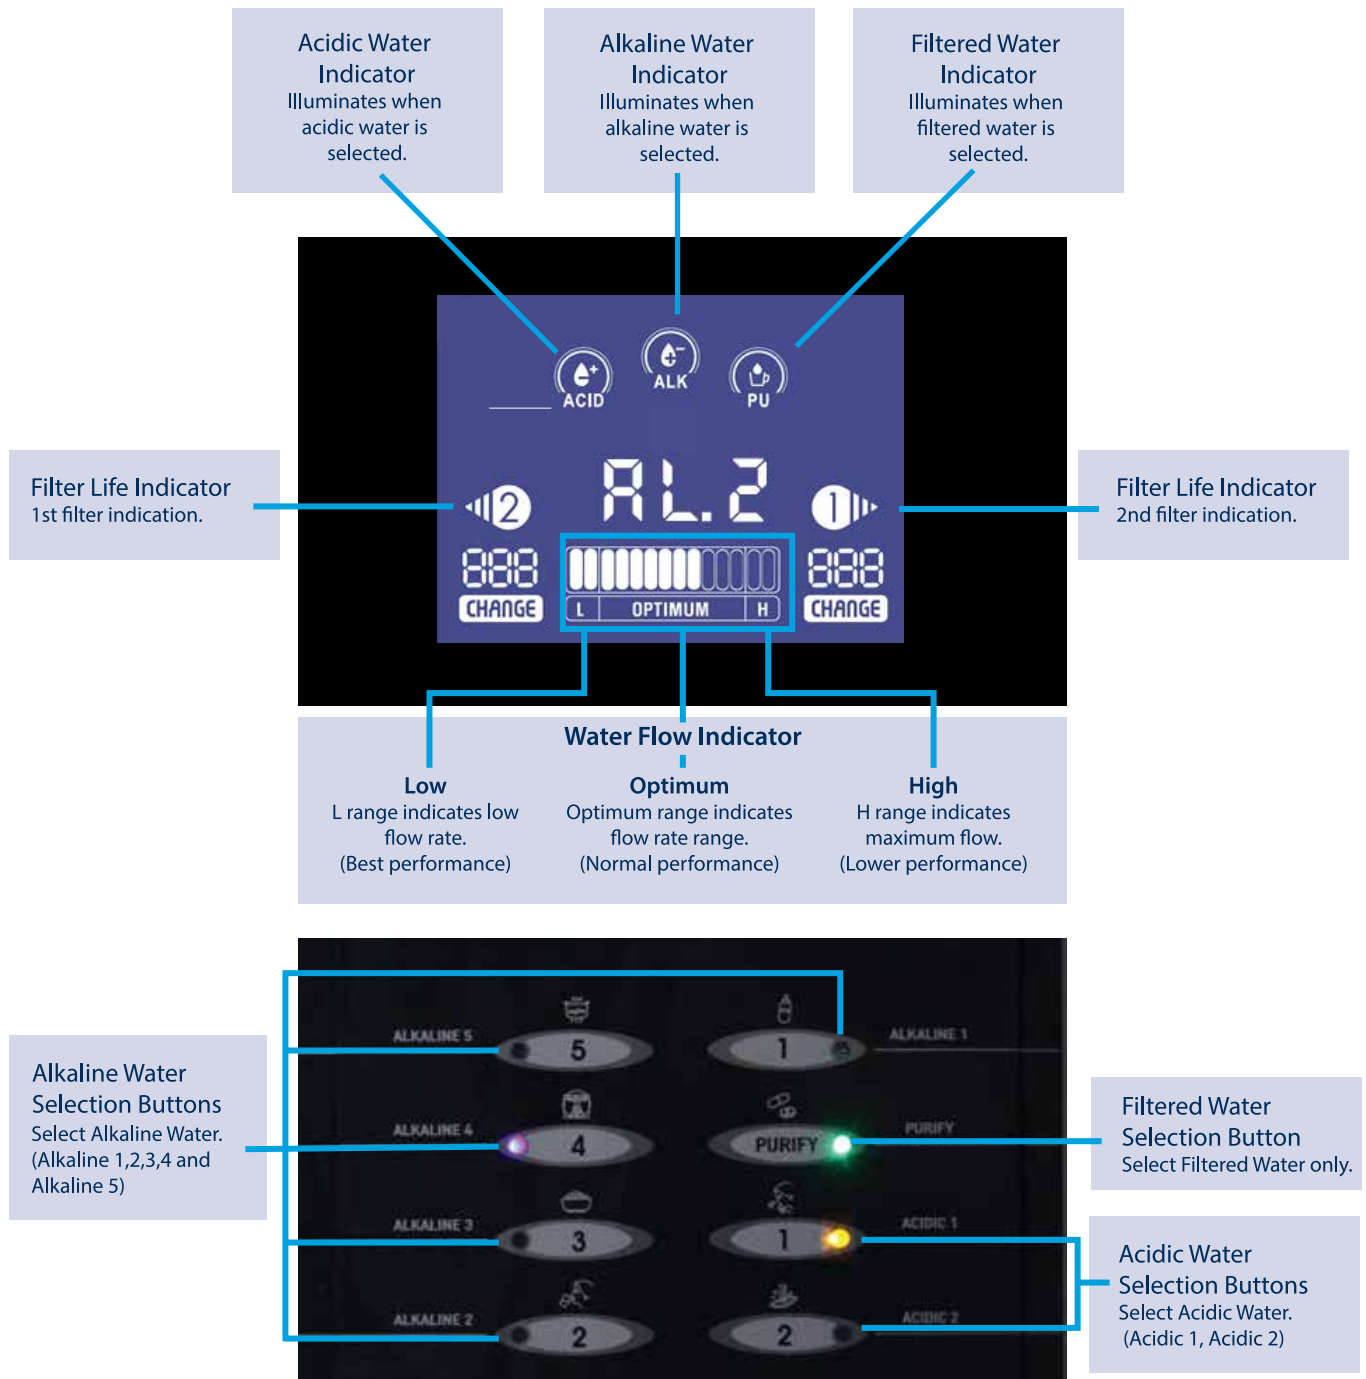 Acidic Water
Indicator
Illuminates when
acidic water is
selected.
Alkaline Water
Indicator
Illuminates when
alkaline water is
selected.
Filtered Water
Indicator
Illuminates when
filtered water is
selected.
ACID
ALK
PU
Filter Life Indicator
1st filter indication.
2
AL.2
1
Filter Life Indicator
2nd filter indication.
888
888
CHANGE
L OPTIMUM H
CHANGE
Water Flow Indicator
Low
L range indicates low
flow rate.
(Best performance)
Optimum
Optimum range indicates
flow rate range.
(Normal performance)
High
H range indicates
maximum flow.
(Lower performance)
Alkaline Water
Selection Buttons
Select Alkaline Water.
(Alkaline 1,2,3,4 and
Alkaline 5)
ALKALINE 5
5
1
ALKALINE 1
ALKALINE 4
4
PURIFY
PURIFY
ALKALINE 3
3
1
ACIDIC 1
ALKALINE 2
2
2
ACIDIC 2
Filtered Water
Selection Button
Select Filtered Water only.
Acidic Water
Selection Buttons
Select Acidic Water.
(Acidic 1, Acidic 2)